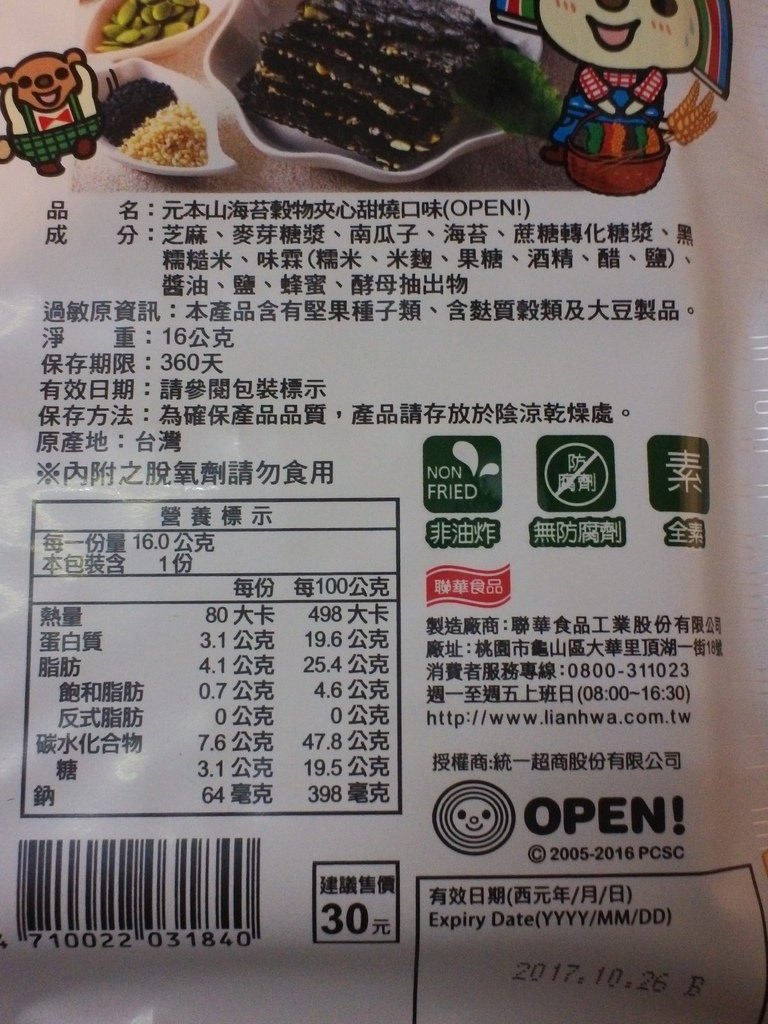 品　　名：元本山海苔穀物夾心甜燒口味(OPEN!)
成　　分：芝麻、麥芽糖漿、南瓜子、海苔、蔗糖轉化糖漿、黑
糯糙米、味霖(糯米、米麴、果糖、酒精、醋、鹽)、
醬油、鹽、蜂蜜、酵母抽出物
過敏原資訊：本產品含有堅果種子類、含麩質穀類及大豆製品。
淨　　重：16公克
保存期限：360天
有效日期：請參閱包裝標示
保存方法：為確保產品品質，產品請存放於陰涼乾燥處。
原產地：台灣
※內附之脫氧劑請勿食用
NON
FRIED
非油炸
防
腐劑
無防腐劑
素
全素
營養標示
每一份量 16.0 公克
本包裝含 1份
每份 每100公克
熱量 80 大卡 498 大卡
蛋白質 3.1 公克 19.6 公克
脂肪 4.1 公克 25.4 公克
飽和脂肪 0.7 公克 4.6 公克
反式脂肪 0 公克 0 公克
碳水化合物 7.6 公克 47.8 公克
糖 3.1 公克 19.5 公克
鈉 64 毫克 398 毫克
聯華食品
製造廠商：聯華食品工業股份有限公司
廠址：桃園市龜山區大華里頂湖一街18號
消費者服務專線：0800-311023
週一至週五上班日(08:00~16:30)
http://www.lianhwa.com.tw
授權商:統一超商股份有限公司
OPEN!
© 2005-2016 PCSC
4 710022 031840
建議售價
30元
有效日期(西元年/月/日)
Expiry Date(YYYY/MM/DD)
2017.10.26 B